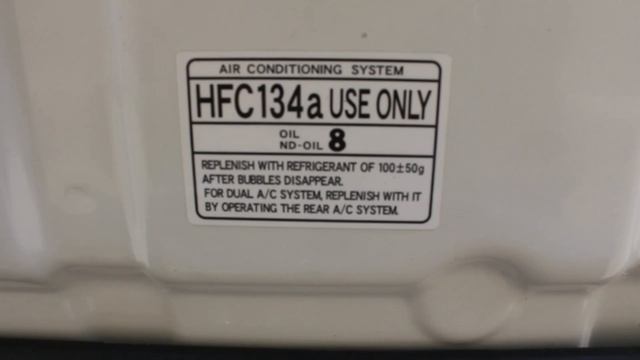 AIR CONDITIONING SYSTEM
HFC134a USE ONLY
OIL
ND-OIL 8
REPLENISH WITH REFRIGERANT OF 100±50g
AFTER BUBBLES DISAPPEAR.
FOR DUAL A/C SYSTEM, REPLENISH WITH IT
BY OPERATING THE REAR A/C SYSTEM.